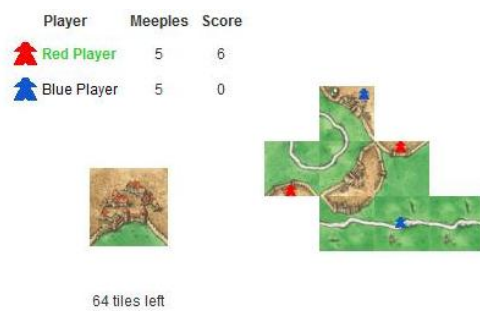 Player Meeples Score
Red Player 5 6
Blue Player 5 0
64 tiles left